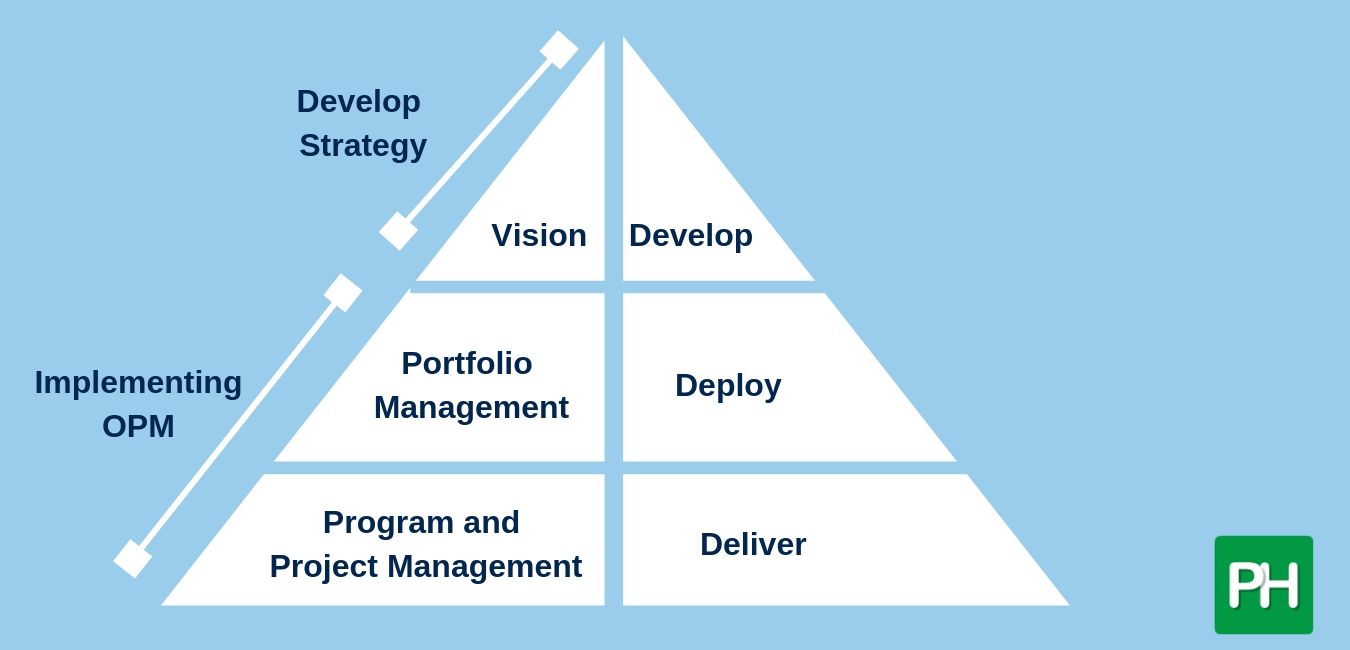 Develop
Strategy
Vision
Develop
Implementing
OPM
Portfolio
Management
Deploy
Program and
Project Management
Deliver
PH